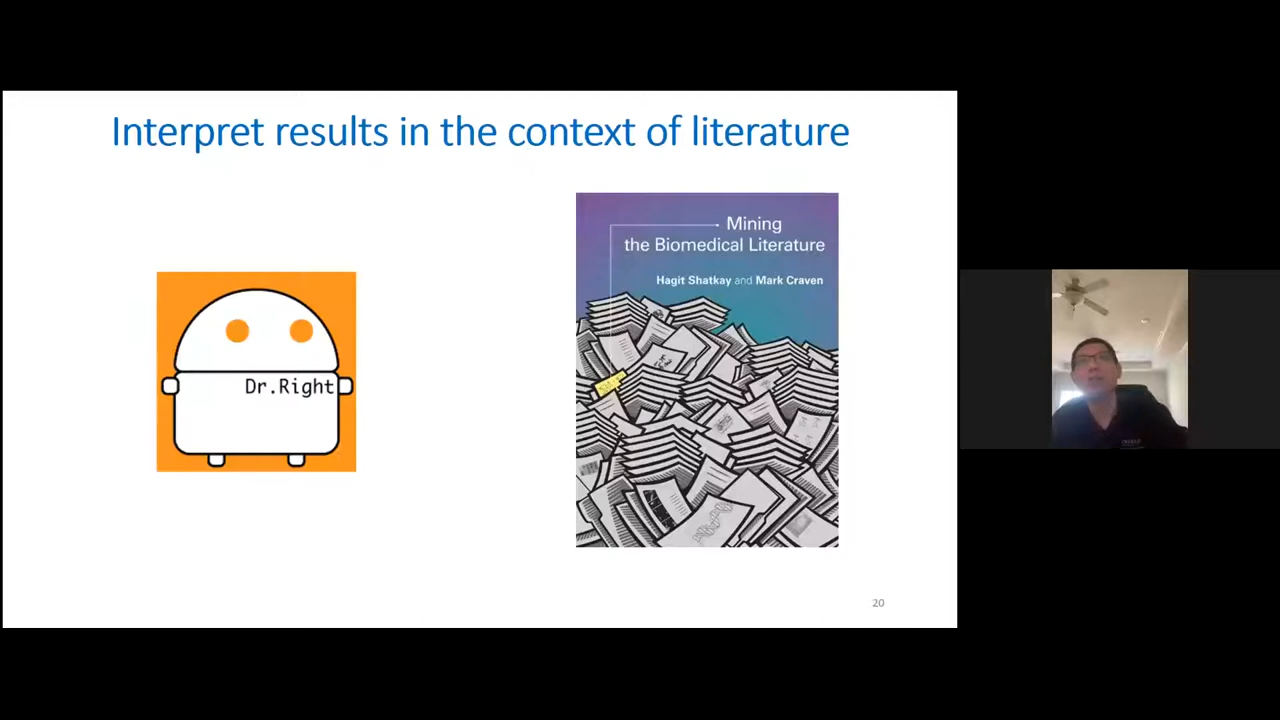 Interpret results in the context of literature
Mining
the Biomedical Literature
Hagit Shatkay and Mark Craven
Dr.Right
20